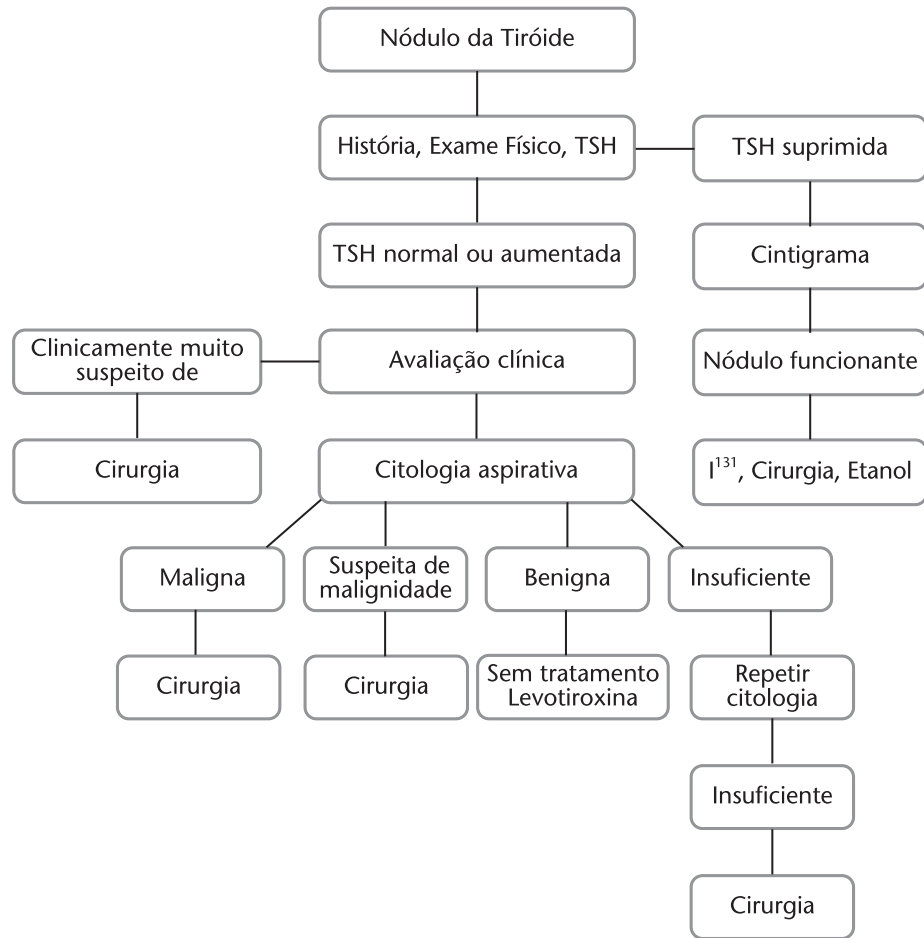 Nódulo da Tiróide
História, Exame Físico, TSH
TSH suprimida
TSH normal ou aumentada
Cintigrama
Clinicamente muito
suspeito de
Avaliação clínica
Nódulo funcionante
Cirurgia
Citologia aspirativa
I¹³¹, Cirurgia, Etanol
Maligna
Suspeita de
malignidade
Benigna
Insuficiente
Cirurgia
Cirurgia
Sem tratamento
Levotiroxina
Repetir
citologia
Insuficiente
Cirurgia